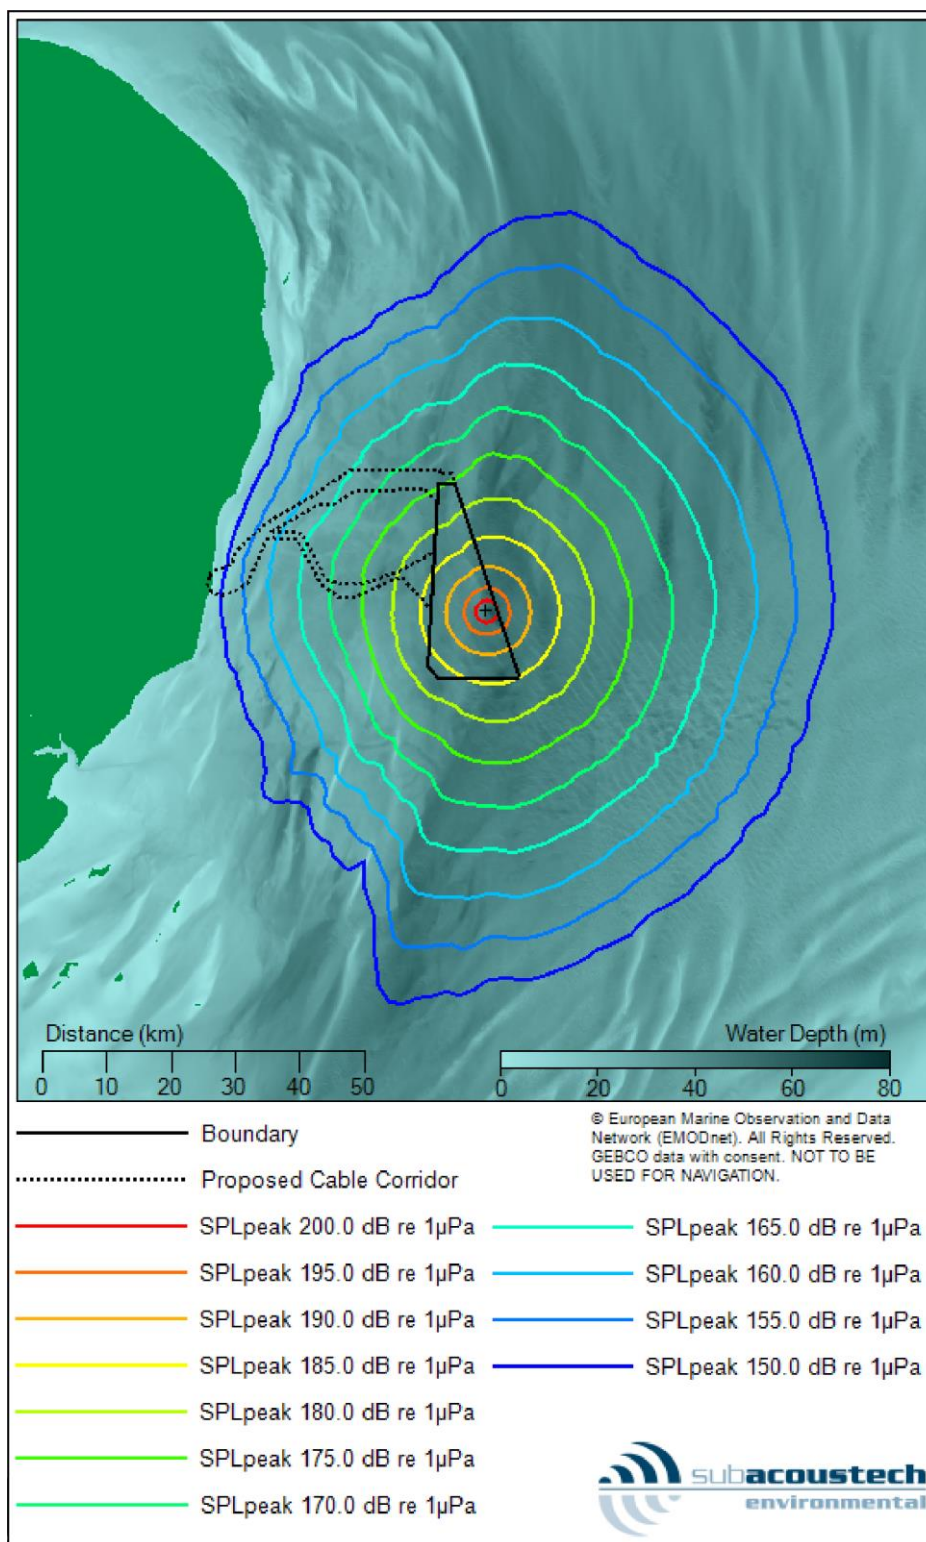 Distance (km)
0 10 20 30 40 50
Water Depth (m)
0 20 40 60 80
© European Marine Observation and Data
Network (EMODnet). All Rights Reserved.
GEBCO data with consent. NOT TO BE
USED FOR NAVIGATION.
Boundary
Proposed Cable Corridor
SPLpeak 200.0 dB re 1µPa
SPLpeak 195.0 dB re 1µPa
SPLpeak 190.0 dB re 1µPa
SPLpeak 185.0 dB re 1µPa
SPLpeak 180.0 dB re 1µPa
SPLpeak 175.0 dB re 1µPa
SPLpeak 170.0 dB re 1µPa
SPLpeak 165.0 dB re 1µPa
SPLpeak 160.0 dB re 1µPa
SPLpeak 155.0 dB re 1µPa
SPLpeak 150.0 dB re 1µPa
subacoustech
environmental